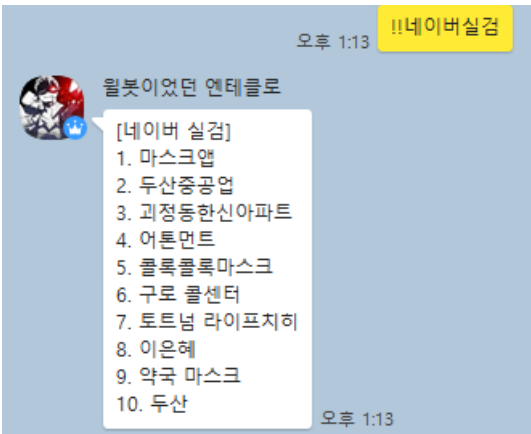 !!네이버실검
오후 1:13
윌봇이었던 엔테클로
[네이버 실검]
1. 마스크앱
2. 두산중공업
3. 괴정동한신아파트
4. 어톤먼트
5. 콜록콜록마스크
6. 구로 콜센터
7. 토트넘 라이프치히
8. 이은혜
9. 약국 마스크
10. 두산
오후 1:13